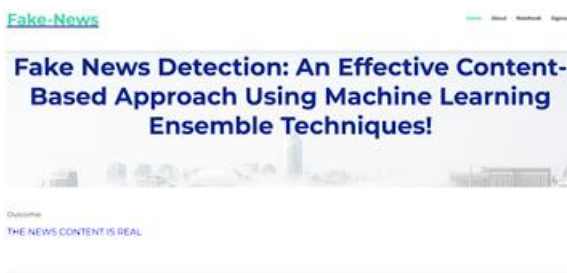 Fake-News
Home About Notebook Signout
Fake News Detection: An Effective Content-
Based Approach Using Machine Learning
Ensemble Techniques!
Outcome:
THE NEWS CONTENT IS REAL